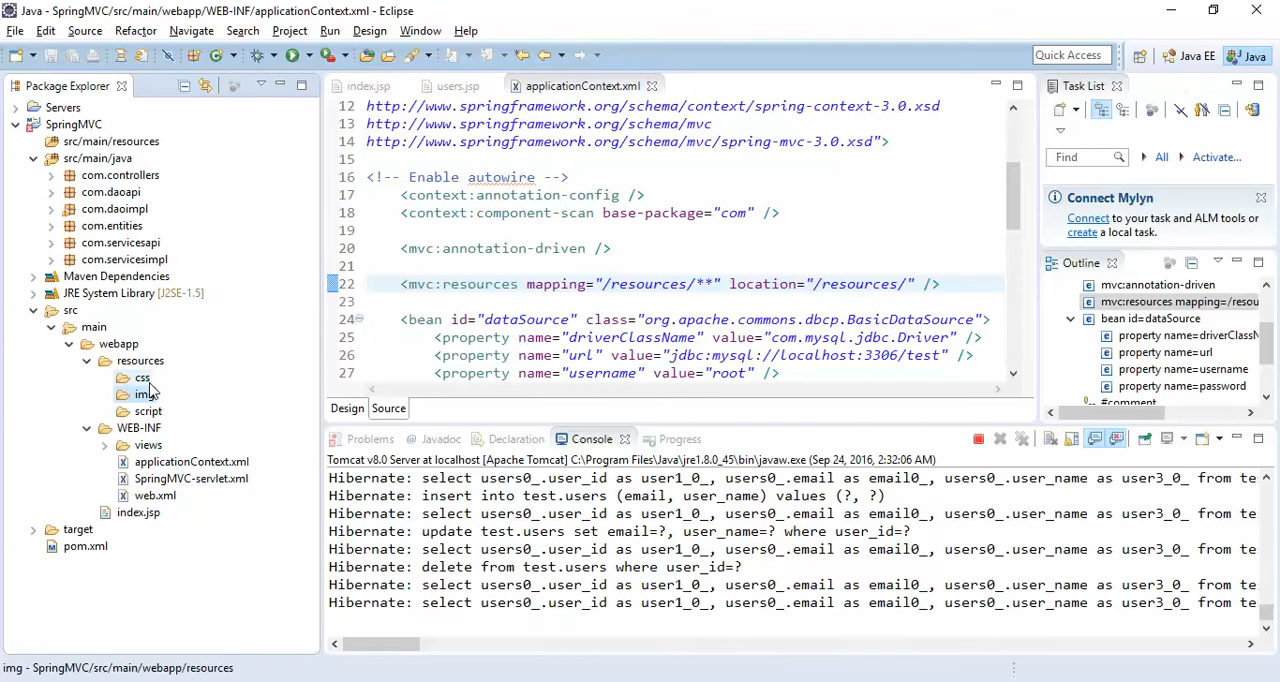 Java - SpringMVC/src/main/webapp/WEB-INF/applicationContext.xml - Eclipse
File Edit Source Refactor Navigate Search Project Run Design Window Help
Quick Access Java EE Java
Package Explorer
Servers
SpringMVC
src/main/resources
src/main/java
com.controllers
com.daoapi
com.daoimpl
com.entities
com.servicesapi
com.servicesimpl
Maven Dependencies
JRE System Library [J2SE-1.5]
src
main
webapp
resources
css
img
script
WEB-INF
views
applicationContext.xml
SpringMVC-servlet.xml
web.xml
index.jsp
target
pom.xml
index.jsp users.jsp applicationContext.xml
12 http://www.springframework.org/schema/context/spring-context-3.0.xsd
13 http://www.springframework.org/schema/mvc
14 http://www.springframework.org/schema/mvc/spring-mvc-3.0.xsd">
15
16 <!-- Enable autowire -->
17 <context:annotation-config />
18 <context:component-scan base-package="com" />
19
20 <mvc:annotation-driven />
21
22 <mvc:resources mapping="/resources/**" location="/resources/" />
23
24 <bean id="dataSource" class="org.apache.commons.dbcp.BasicDataSource">
25 <property name="driverClassName" value="com.mysql.jdbc.Driver" />
26 <property name="url" value="jdbc:mysql://localhost:3306/test" />
27 <property name="username" value="root" />
Design Source
Task List
Find All Activate...
Connect Mylyn
Connect to your task and ALM tools or
create a local task.
Outline
mvc:annotation-driven
mvc:resources mapping=/resou
bean id=dataSource
property name=driverClassN
property name=url
property name=username
property name=password
#comment
Problems Javadoc Declaration Console Progress
Tomcat v8.0 Server at localhost [Apache Tomcat] C:\Program Files\Java\jre1.8.0_45\bin\javaw.exe (Sep 24, 2016, 2:32:06 AM)
Hibernate: select users0_.user_id as user1_0_, users0_.email as email0_, users0_.user_name as user3_0_ from te
Hibernate: insert into test.users (email, user_name) values (?, ?)
Hibernate: select users0_.user_id as user1_0_, users0_.email as email0_, users0_.user_name as user3_0_ from te
Hibernate: update test.users set email=?, user_name=? where user_id=?
Hibernate: select users0_.user_id as user1_0_, users0_.email as email0_, users0_.user_name as user3_0_ from te
Hibernate: delete from test.users where user_id=?
Hibernate: select users0_.user_id as user1_0_, users0_.email as email0_, users0_.user_name as user3_0_ from te
Hibernate: select users0_.user_id as user1_0_, users0_.email as email0_, users0_.user_name as user3_0_ from te
img - SpringMVC/src/main/webapp/resources